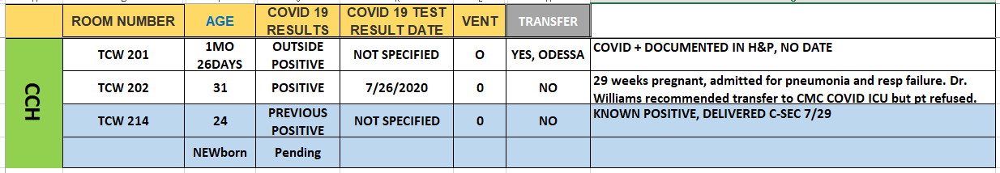 ROOM NUMBER AGE COVID 19 RESULTS COVID 19 TEST RESULT DATE VENT TRANSFER
CCH
TCW 201 1MO 26DAYS OUTSIDE POSITIVE NOT SPECIFIED O YES, ODESSA COVID + DOCUMENTED IN H&P, NO DATE
TCW 202 31 POSITIVE 7/26/2020 0 NO 29 weeks pregnant, admitted for pneumonia and resp failure. Dr.
Williams recommended transfer to CMC COVID ICU but pt refused.
TCW 214 24 PREVIOUS POSITIVE NOT SPECIFIED 0 NO KNOWN POSITIVE, DELIVERED C-SEC 7/29
NEWborn Pending